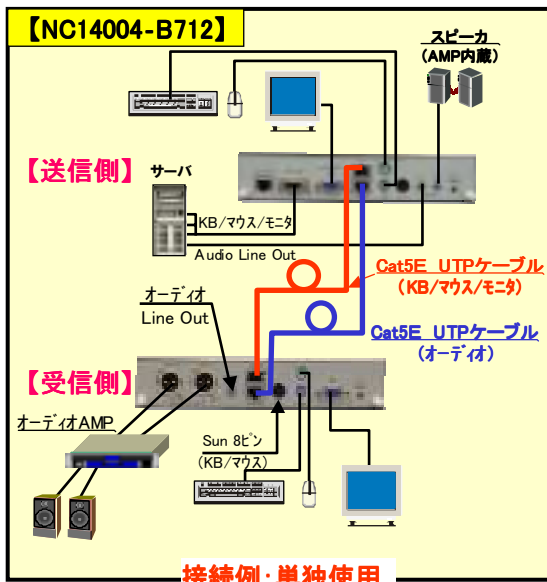 【NC14004-B712】
スピーカ
(AMP内蔵)
【送信側】
サーバ
KB/マウス/モニタ
Audio Line Out
Cat5E UTPケーブル
(KB/マウス/モニタ)
オーディオ
Line Out
Cat5E UTPケーブル
(オーディオ)
【受信側】
オーディオAMP
Sun 8ピン
(KB/マウス)
接続例:単独使用